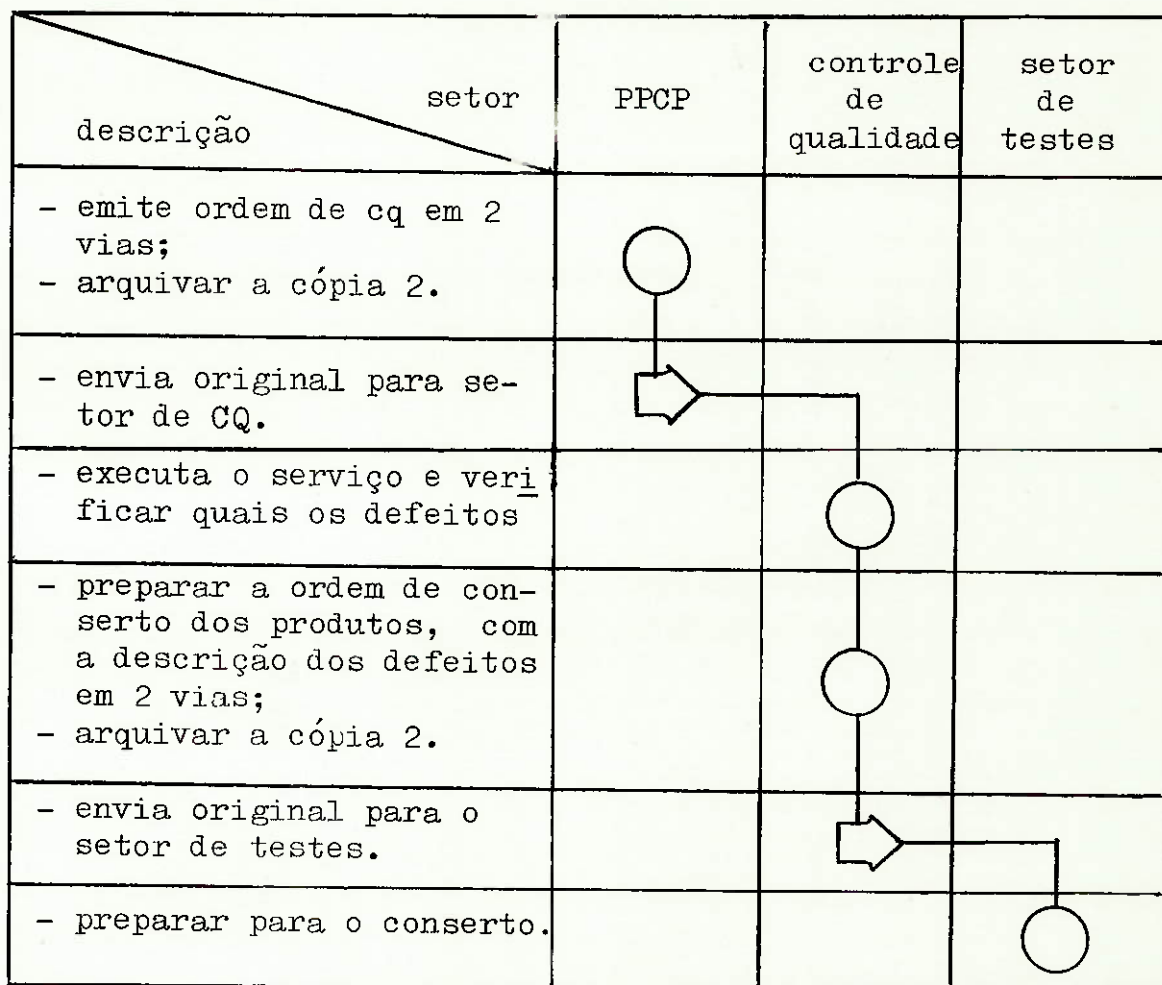 setor
descrição
PPCP
controle
de
qualidade
setor
de
testes
- emite ordem de cq em 2
vias;
- arquivar a cópia 2.
- envia original para se-
tor de CQ.
- executa o serviço e veri
ficar quais os defeitos
- preparar a ordem de con-
serto dos produtos, com
a descrição dos defeitos
em 2 vias;
- arquivar a cópia 2.
- envia original para o
setor de testes.
- preparar para o conserto.